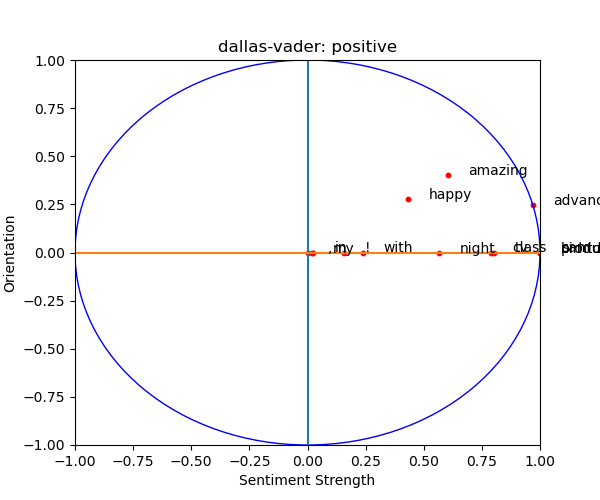 dallas-vader: positive
1.00
0.75
0.50
amazing
happy
0.25
advanc
0.00
, my in ! with night tv class
−0.25
−0.50
−0.75
−1.00
−1.00 −0.75 −0.50 −0.25 0.00 0.25 0.50 0.75 1.00
Orientation
Sentiment Strength